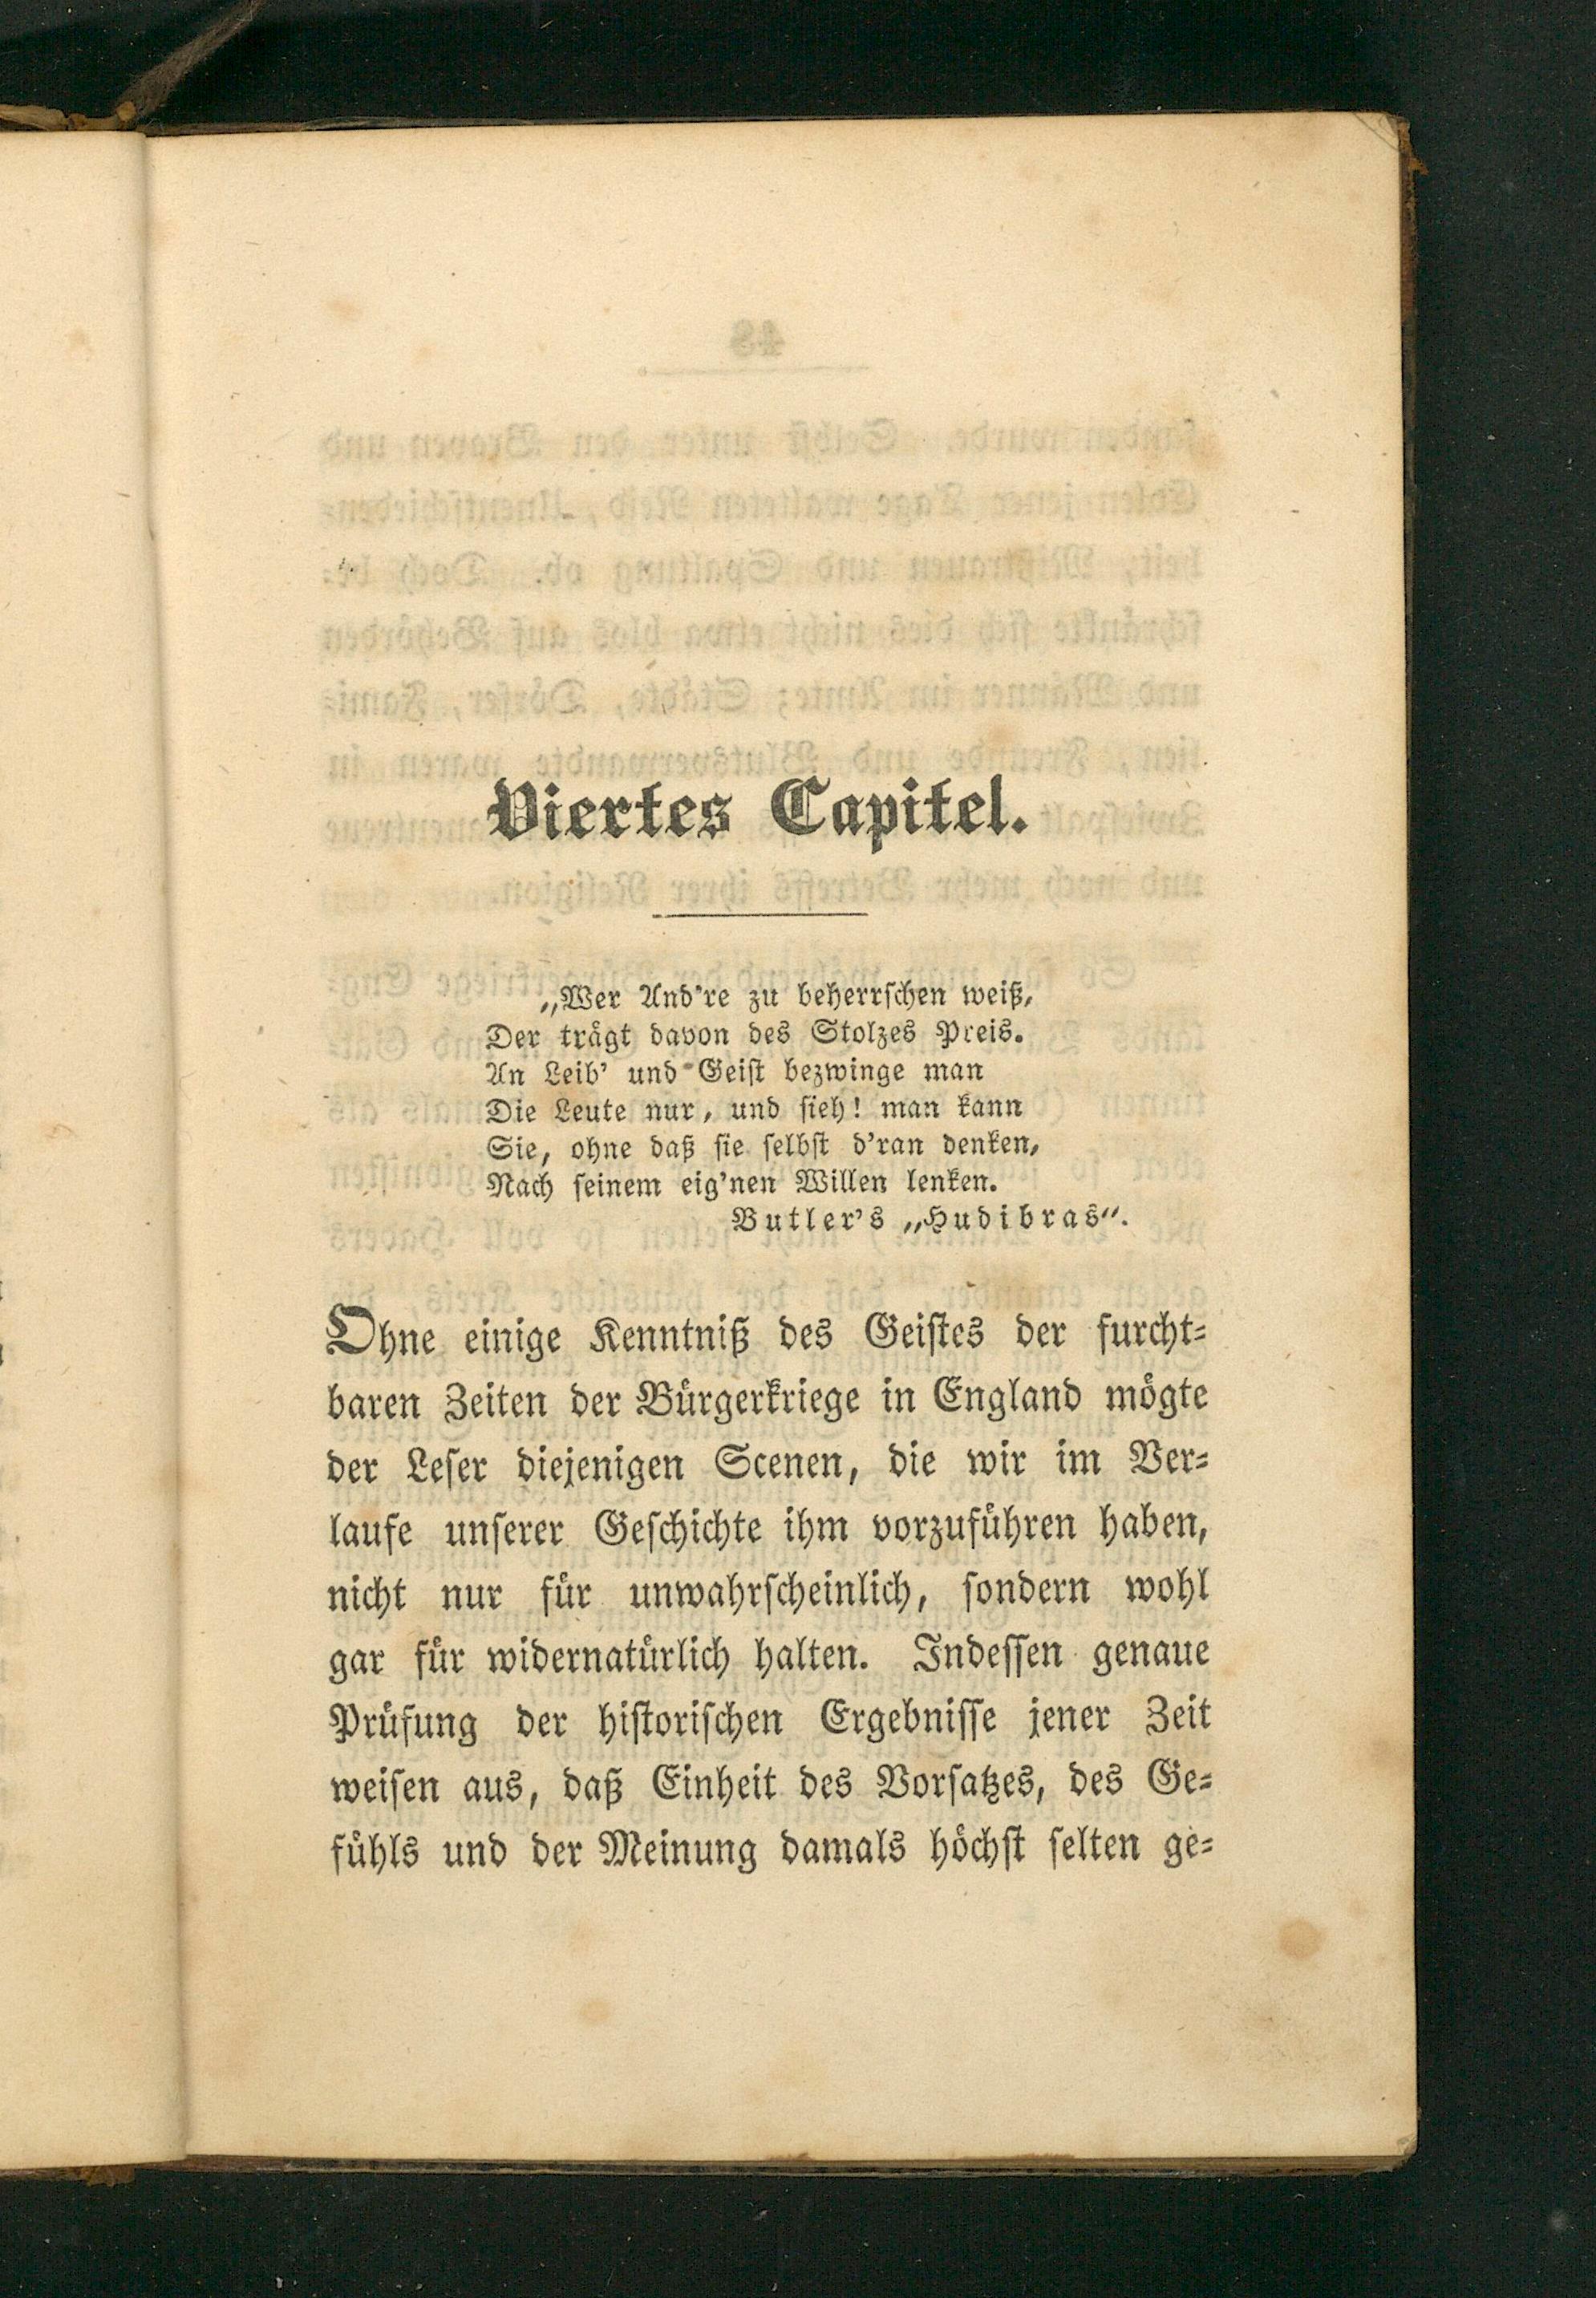 Viertes Capitel.
„Wer And're zu beherrschen weiß,
Der trägt davon des Stolzes Preis.
An Leib' und Geist bezwinge man
Die Leute nur, und sieh! man kann
Sie, ohne daß sie selbst d'ran denken,
Nach seinem eig'nen Willen lenken.
Butler's „Hudibras“.
Ohne einige Kenntniß des Geistes der furcht-
baren Zeiten der Bürgerkriege in England mögte
der Leser diejenigen Scenen, die wir im Ver-
laufe unserer Geschichte ihm vorzuführen haben,
nicht nur für unwahrscheinlich, sondern wohl
gar für widernatürlich halten. Indessen genaue
Prüfung der historischen Ergebnisse jener Zeit
weisen aus, daß Einheit des Vorsatzes, des Ge-
fühls und der Meinung damals höchst selten ge-